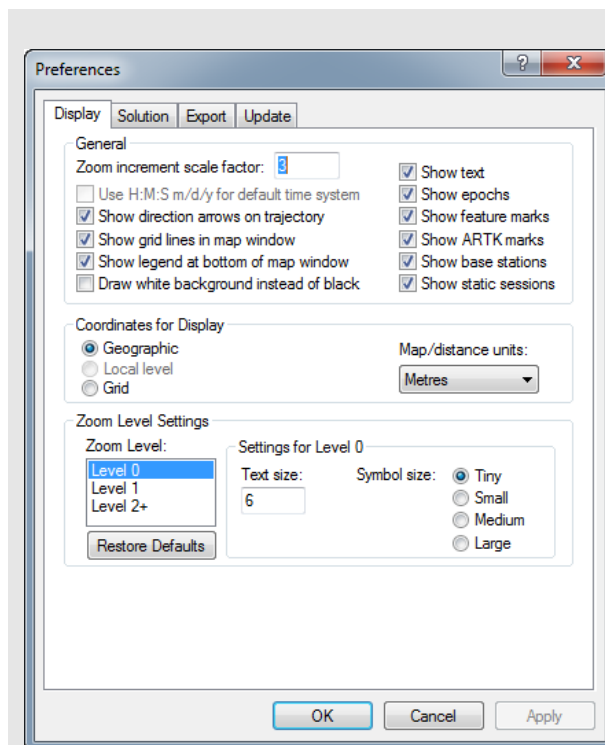 Preferences
?
X
Display Solution Export Update
General
Zoom increment scale factor: 3
Use H:M:S m/d/y for default time system
Show direction arrows on trajectory
Show grid lines in map window
Show legend at bottom of map window
Draw white background instead of black
Show text
Show epochs
Show feature marks
Show ARTK marks
Show base stations
Show static sessions
Coordinates for Display
Geographic
Local level
Grid
Map/distance units:
Metres
Zoom Level Settings
Zoom Level:
Level 0
Level 1
Level 2+
Restore Defaults
Settings for Level 0
Text size:
6
Symbol size:
Tiny
Small
Medium
Large
OK Cancel Apply